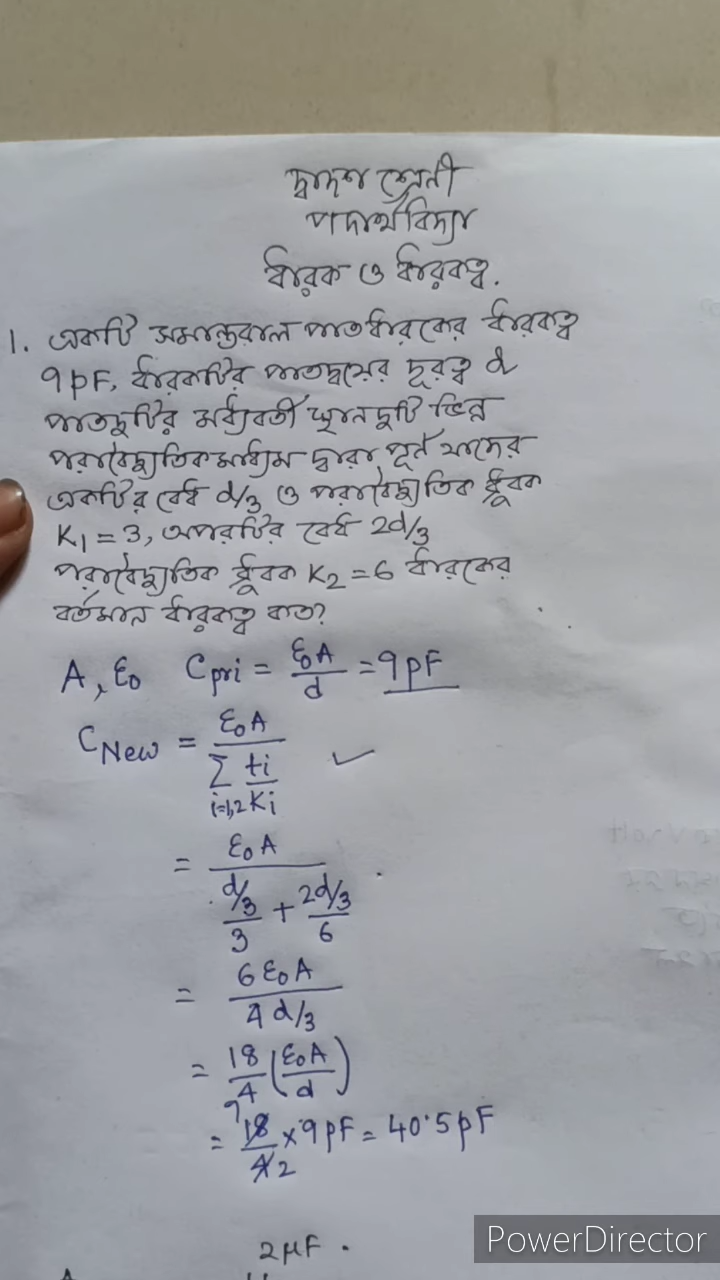 দ্বাদশ শ্রেনী
পদার্থবিদ্যা
ধারক ও ধারকত্ব.
1. একটি সমান্তরাল পাতধারকের ধারকত্ব
9pF, ধারকটির পাতদ্বয়ের দূরত্ব d
পাতদুটির মধ্যবর্তী স্থান দুটি ভিন্ন
পরাবৈদ্যুতিক মাধ্যম দ্বারা পূর্ন যাদের
একটির বেধ d/3 ও পরাবৈদ্যুতিক ধ্রুবক
K₁ = 3, অপরটির বেধ 2d/3
পরাবৈদ্যুতিক ধ্রুবক K₂ = 6 ধারকের
বর্তমান ধারকত্ব কত?
A, ε₀ Cpri = ε₀A/d = 9pF
CNew = ε₀A / Σ i=1,2 ti/Ki ✓
= ε₀A / (d/3/3 + 2d/3/6)
= 6ε₀A / 4d/3
= 18/4 (ε₀A/d)
= 9 18/4 2 × 9pF = 40.5pF
2μF.
PowerDirector